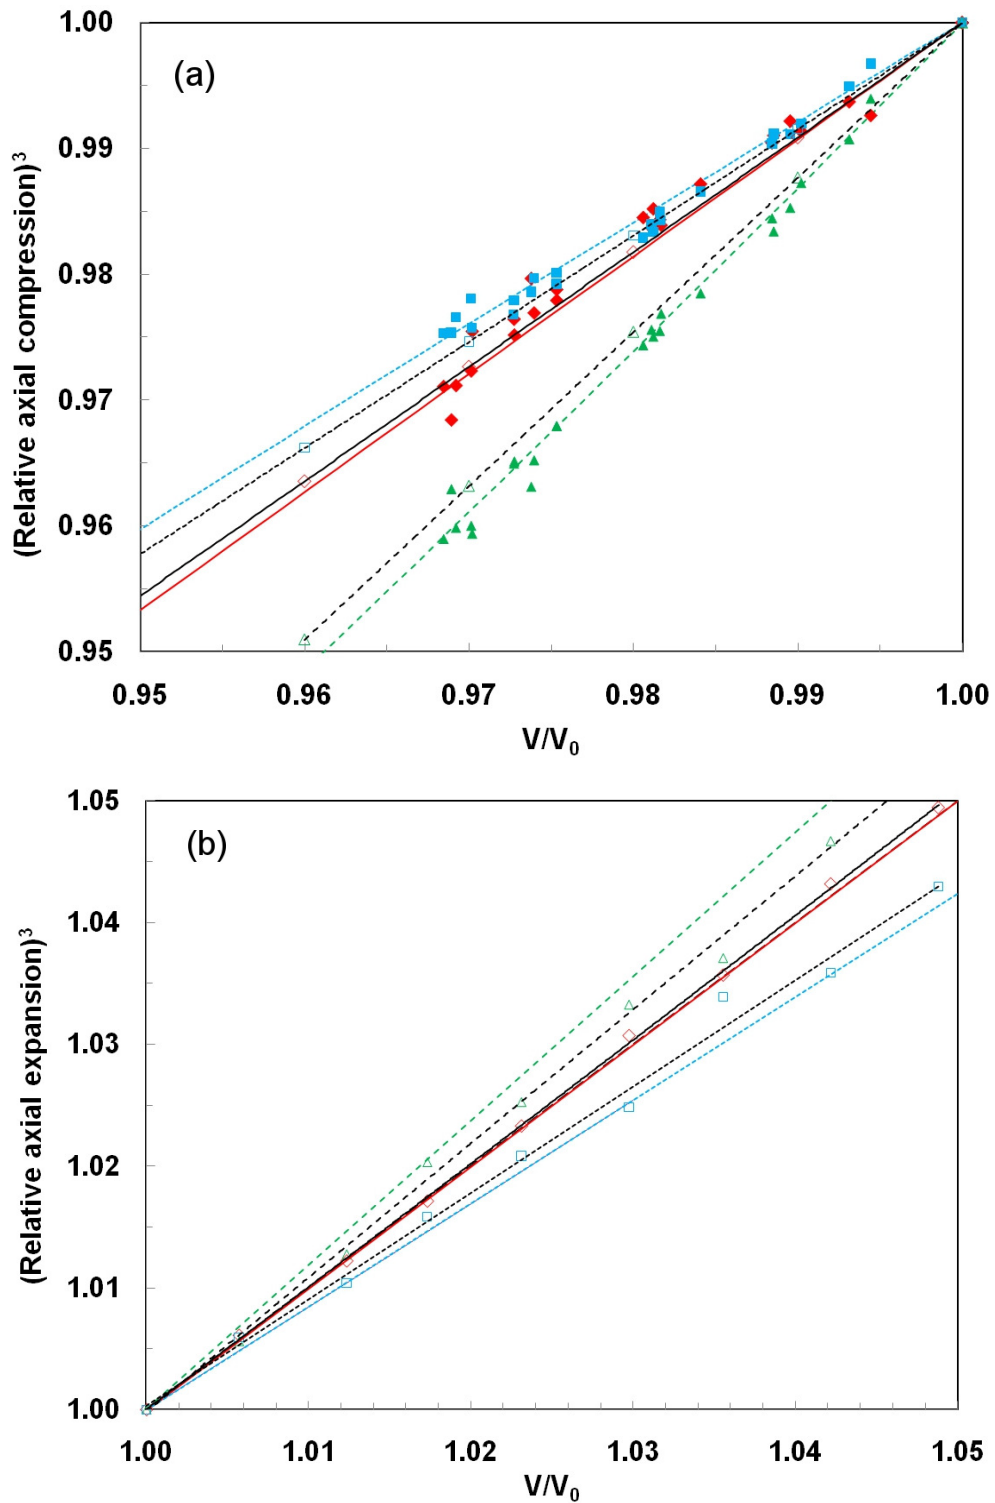 1.00
(a)
0.99
0.98
0.97
0.96
0.95
(Relative axial compression)³
0.95 0.96 0.97 0.98 0.99 1.00
V/V₀
1.05
(b)
1.04
1.03
1.02
1.01
1.00
(Relative axial expansion)³
1.00 1.01 1.02 1.03 1.04 1.05
V/V₀